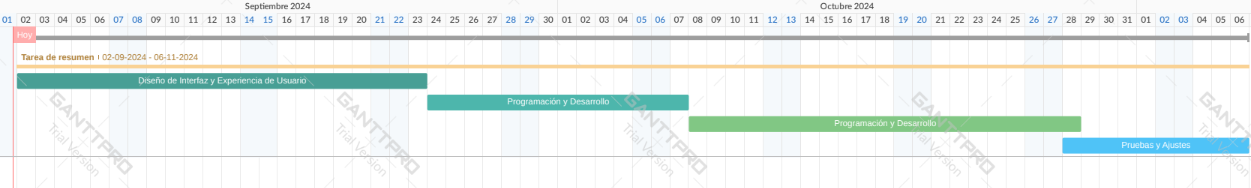 Septiembre 2024 Octubre 2024
01 02 03 04 05 06 07 08 09 10 11 12 13 14 15 16 17 18 19 20 21 22 23 24 25 26 27 28 29 30 01 02 03 04 05 06 07 08 09 10 11 12 13 14 15 16 17 18 19 20 21 22 23 24 25 26 27 28 29 30 31 01 02 03 04 05 06
Hoy
Tarea de resumen 02-09-2024 - 06-11-2024
Diseño de Interfaz y Experiencia de Usuario
Programación y Desarrollo
Programación y Desarrollo
Pruebas y Ajustes
GANTTPRO
Trial Version
GANTTPRO
Trial Version
GANTTPRO
Trial Version
GANTTPRO
Trial Version
GANTTPRO
Trial Version